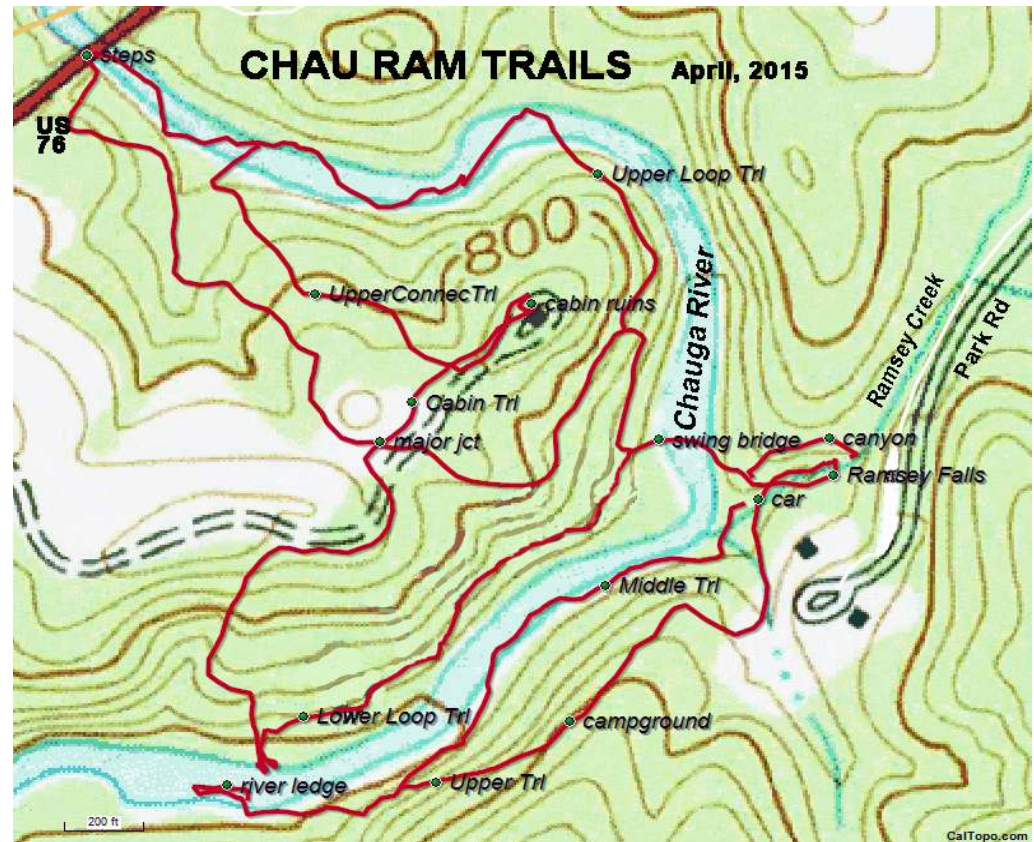 steps
CHAU RAM TRAILS April, 2015
US
76
Upper Loop Trl
800
Chauga River
UpperConnecTrl
cabin ruins
Ramsey Creek
Park Rd
Cabin Trl
major jct
swing bridge
canyon
Ramsey Falls
car
Middle Trl
Lower Loop Trl
campground
river ledge
Upper Trl
200 ft
CalTopo.com